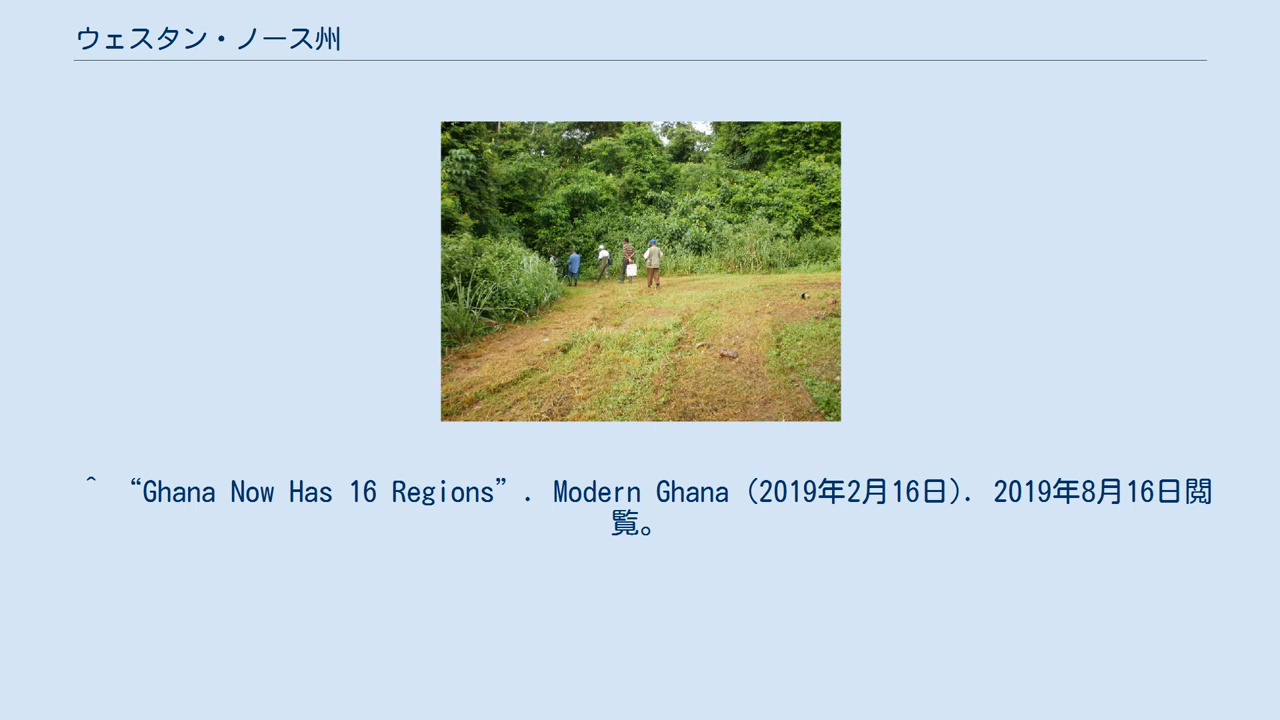 ウェスタン・ノース州
^ “Ghana Now Has 16 Regions”. Modern Ghana (2019年2月16日). 2019年8月16日閲
覧。